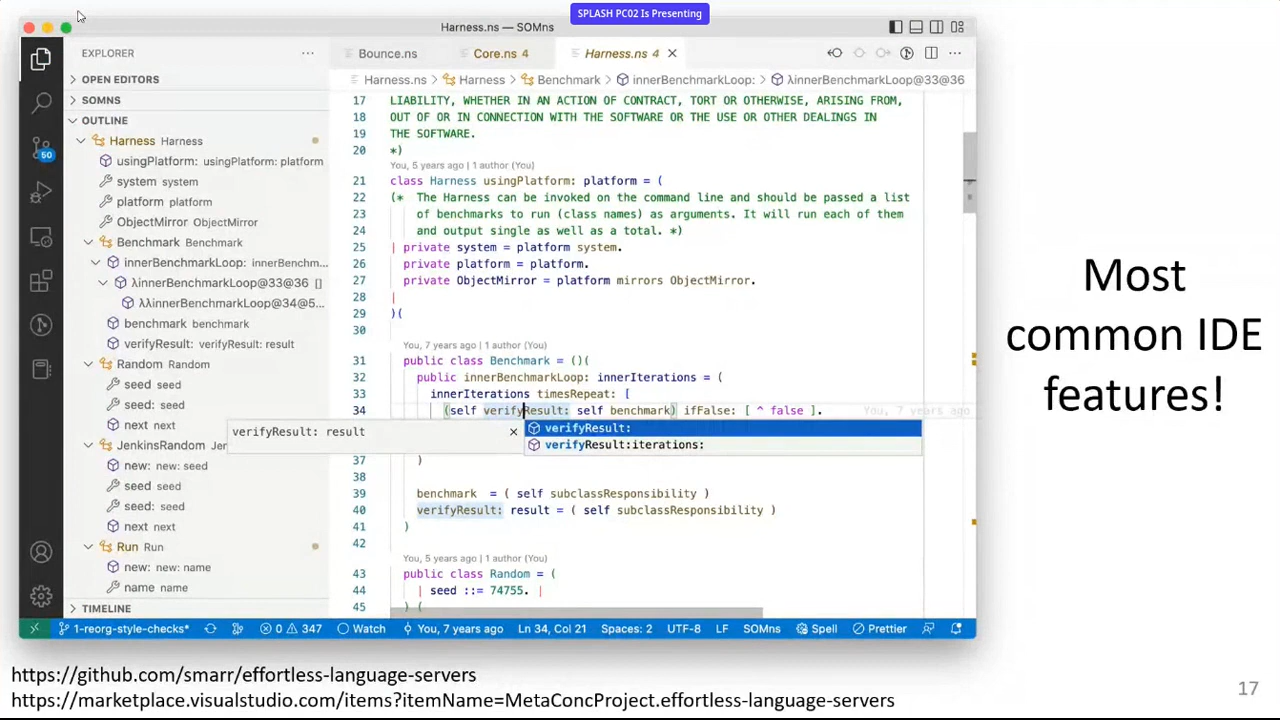 SPLASH PC02 Is Presenting
Harness.ns — SOMns
EXPLORER
Bounce.ns
Core.ns 4
Harness.ns 4
OPEN EDITORS
SOMNS
OUTLINE
Harness Harness
usingPlatform: usingPlatform: platform
system system
platform platform
ObjectMirror ObjectMirror
Benchmark Benchmark
innerBenchmarkLoop: innerBenchm...
λinnerBenchmarkLoop@33@36 []
λλinnerBenchmarkLoop@34@5...
benchmark benchmark
verifyResult: verifyResult: result
Random Random
seed seed
seed: seed
next next
JenkinsRandom Jenkins
new: new: seed
seed seed
seed: seed
next next
Run Run
new: new: name
name name
TIMELINE
50
Harness.ns > Harness > Benchmark > innerBenchmarkLoop: > λinnerBenchmarkLoop@33@36
17 LIABILITY, WHETHER IN AN ACTION OF CONTRACT, TORT OR OTHERWISE, ARISING FROM,
18 OUT OF OR IN CONNECTION WITH THE SOFTWARE OR THE USE OR OTHER DEALINGS IN
19 THE SOFTWARE.
20 *)
You, 5 years ago | 1 author (You)
21 class Harness usingPlatform: platform = (
22 (* The Harness can be invoked on the command line and should be passed a list
23 of benchmarks to run (class names) as arguments. It will run each of them
24 and output single as well as a total. *)
25 | private system = platform system.
26 private platform = platform.
27 private ObjectMirror = platform mirrors ObjectMirror.
28 |
29 )(
30
You, 7 years ago | 1 author (You)
31 public class Benchmark = ()(
32 public innerBenchmarkLoop: innerIterations = (
33 innerIterations timesRepeat: [
34 (self verifyResult: self benchmark) ifFalse: [ ^ false ]. You, 7 years ago
verifyResult: result ×
verifyResult:
verifyResult:iterations:
37 )
38
39 benchmark = ( self subclassResponsibility )
40 verifyResult: result = ( self subclassResponsibility )
41 )
42
You, 5 years ago | 1 author (You)
43 public class Random = (
44 | seed ::= 74755. |
45 ) (
1-reorg-style-checks* 0 347 Watch You, 7 years ago Ln 34, Col 21 Spaces: 2 UTF-8 LF SOMns Spell Prettier
Most
common IDE
features!
https://github.com/smarr/effortless-language-servers
https://marketplace.visualstudio.com/items?itemName=MetaConcProject.effortless-language-servers
17